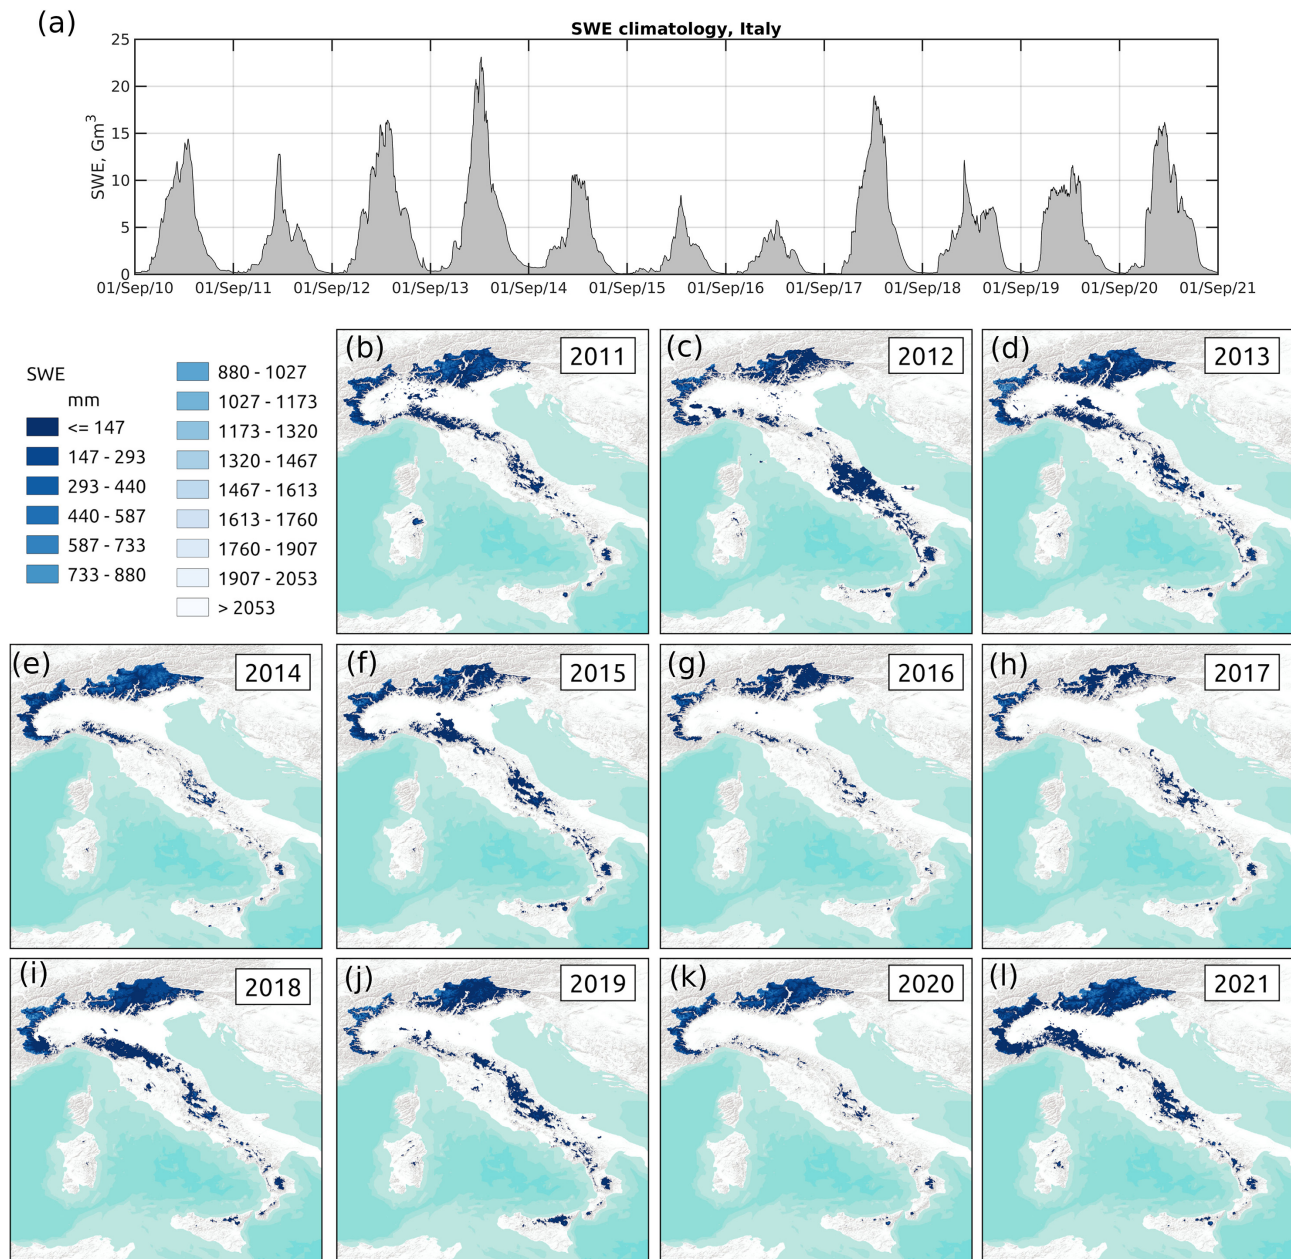 (a)
SWE climatology, Italy
25
20
15
10
5
0
SWE, Gm³
01/Sep/10 01/Sep/11 01/Sep/12 01/Sep/13 01/Sep/14 01/Sep/15 01/Sep/16 01/Sep/17 01/Sep/18 01/Sep/19 01/Sep/20 01/Sep/21
SWE
mm
<= 147
147 - 293
293 - 440
440 - 587
587 - 733
733 - 880
880 - 1027
1027 - 1173
1173 - 1320
1320 - 1467
1467 - 1613
1613 - 1760
1760 - 1907
1907 - 2053
> 2053
(b) 2011
(c) 2012
(d) 2013
(e) 2014
(f) 2015
(g) 2016
(h) 2017
(i) 2018
(j) 2019
(k) 2020
(l) 2021